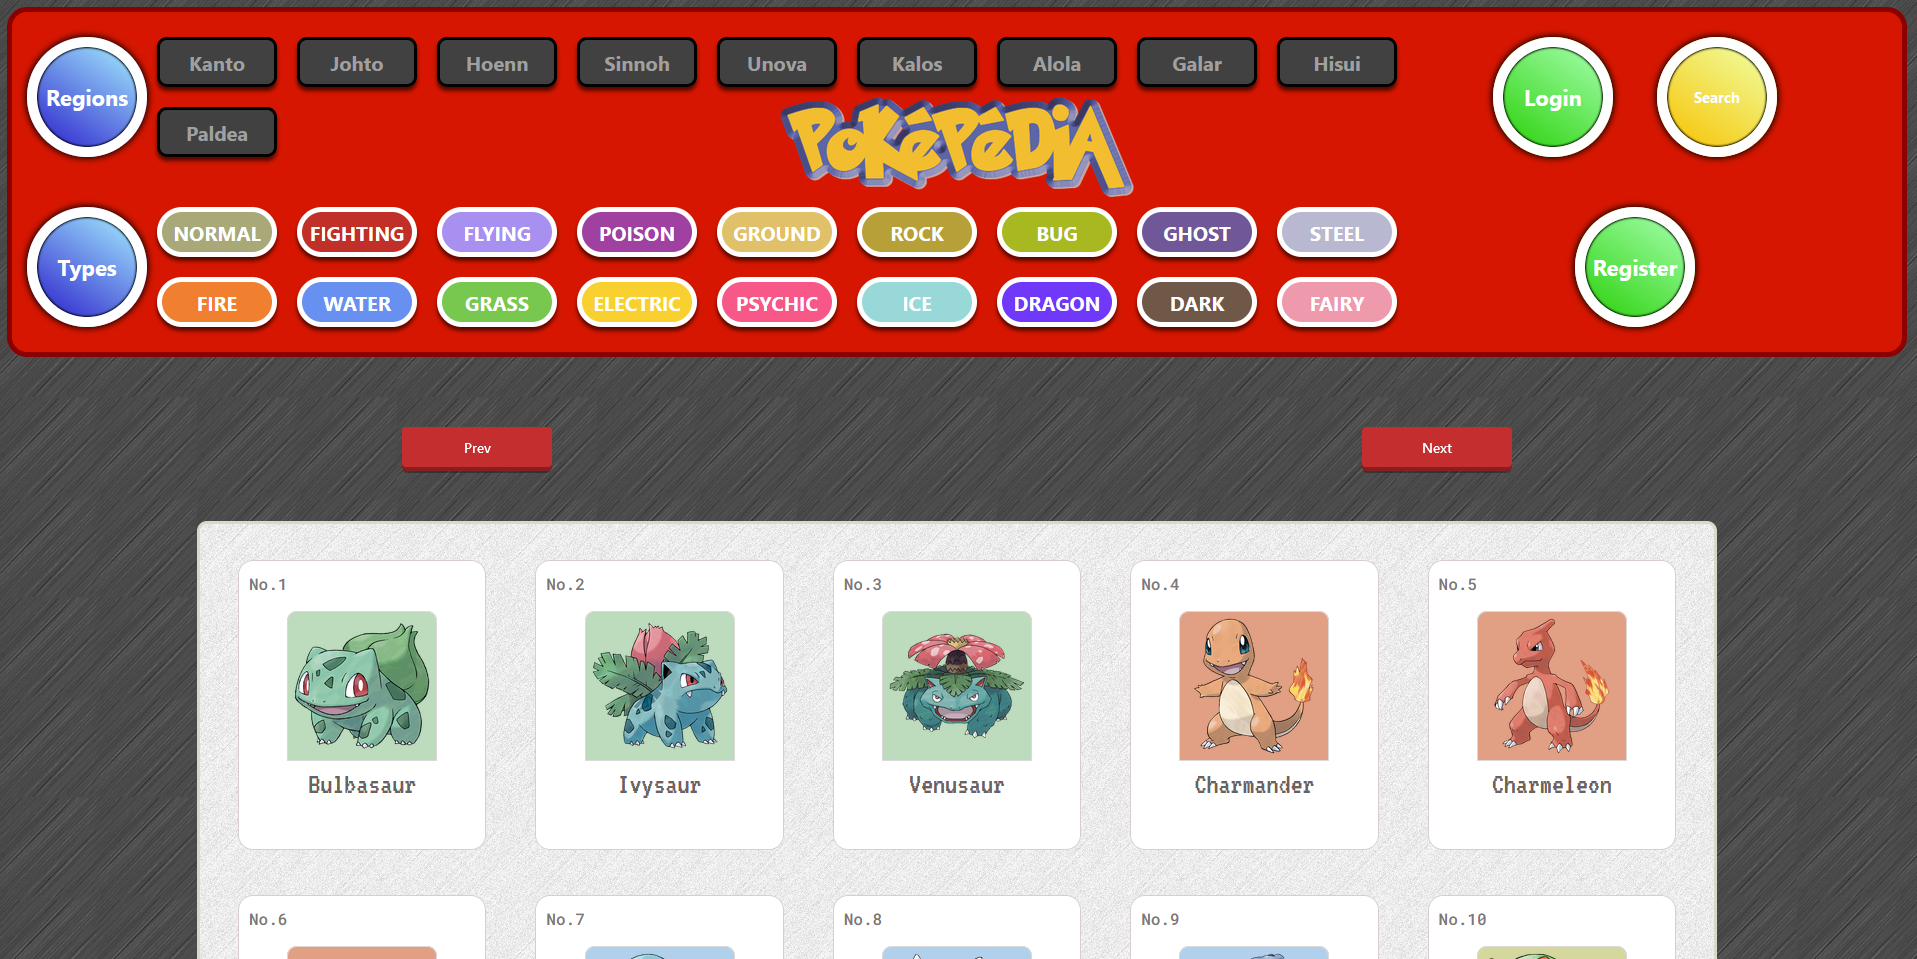 Regions
Kanto Johto Hoenn Sinnoh Unova Kalos Alola Galar Hisui
Paldea
Login
Search
POKéPéDiA
Types
NORMAL FIGHTING FLYING POISON GROUND ROCK BUG GHOST STEEL
FIRE WATER GRASS ELECTRIC PSYCHIC ICE DRAGON DARK FAIRY
Register
Prev
Next
No.1 No.2 No.3 No.4 No.5
Bulbasaur Ivysaur Venusaur Charmander Charmeleon
No.6 No.7 No.8 No.9 No.10